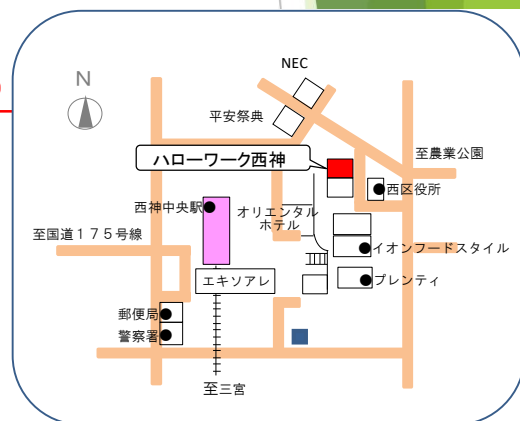 NEC
N
平安祭典
ハローワーク西神
至農業公園
西区役所
西神中央駅
オリエンタル
ホテル
至国道175号線
イオンフードスタイル
エキソアレ
プレンティ
郵便局
警察署
至三宮